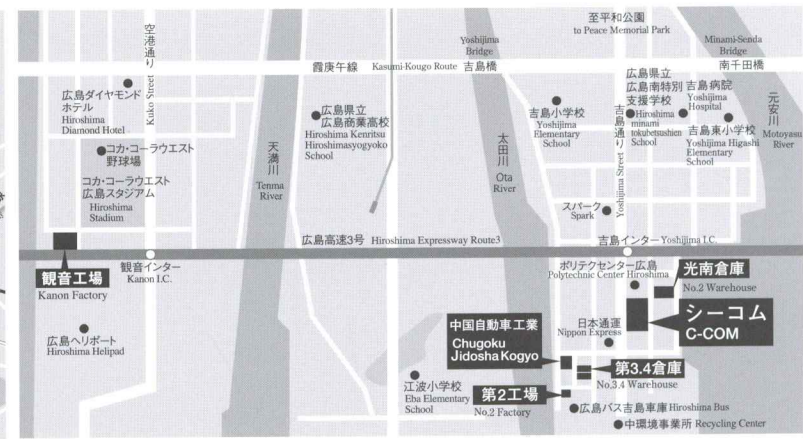 至平和公園
to Peace Memorial Park
空港通り
Kuko Street
Yoshijima
Bridge
吉島橋
Minami-Senda
Bridge
南千田橋
霞庚午線 Kasumi-Kougo Route
広島ダイヤモンド
ホテル
Hiroshima
Diamond Hotel
広島県立
広島商業高校
Hiroshima Kenritsu
Hiroshimasyogyoko
School
吉島小学校
Yoshijima
Elementary
School
吉島通り
Yoshijima Street
広島県立
広島南特別
支援学校
Hiroshima
minami
tokubetsushien
School
吉島病院
Yoshijima
Hospital
吉島東小学校
Yoshijima Higashi
Elementary
School
元安川
Motoyasu
River
コカ・コーラウエスト
野球場
コカ・コーラウエスト
広島スタジアム
Hiroshima
Stadium
天満川
Tenma
River
太田川
Ota
River
スパーク
Spark
広島高速3号 Hiroshima Expressway Route3
吉島インター Yoshijima I.C.
観音工場
Kanon Factory
観音インター
Kanon I.C.
ポリテクセンター広島
Polytechnic Center Hiroshima
光南倉庫
No.2 Warehouse
シーコム
C-COM
広島ヘリポート
Hiroshima Helipad
日本通運
Nippon Express
中国自動車工業
Chugoku
Jidosha Kogyo
第3.4倉庫
No,3.4 Warehouse
江波小学校
Eba Elementary
School
第2工場
No.2 Factory
広島バス吉島車庫 Hiroshima Bus
中環境事業所 Recycling Center